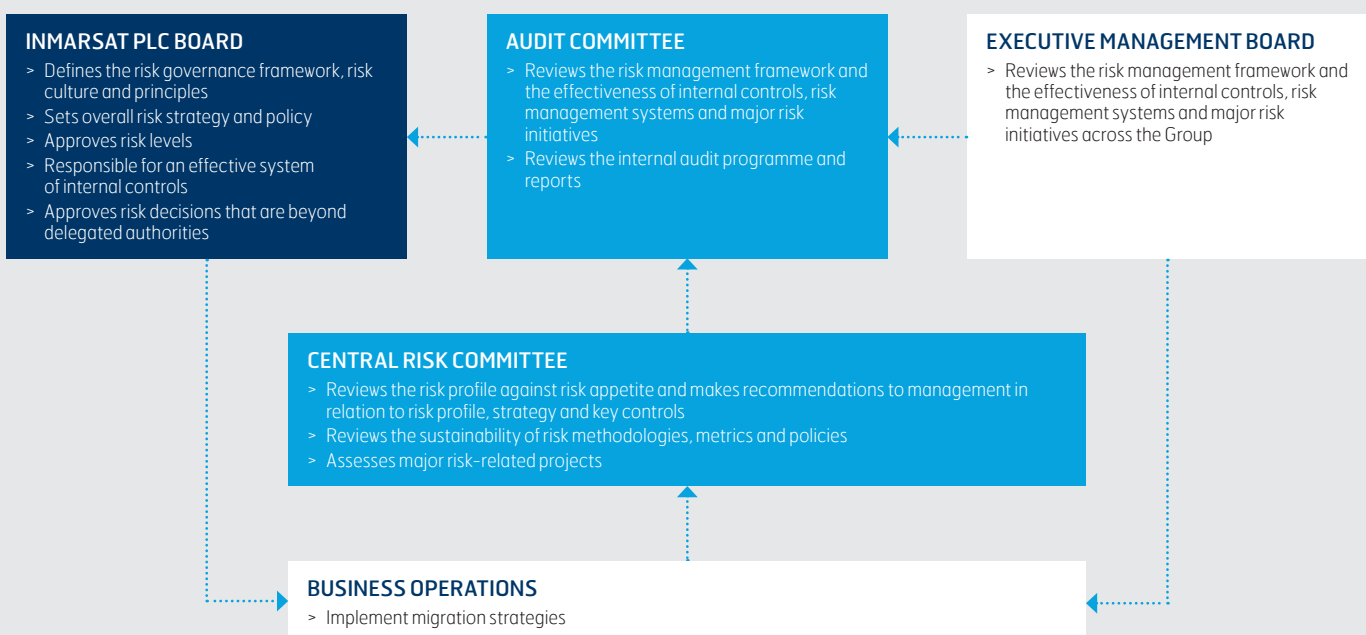 INMARSAT PLC BOARD
> Defines the risk governance framework, risk
culture and principles
> Sets overall risk strategy and policy
> Approves risk levels
> Responsible for an effective system
of internal controls
> Approves risk decisions that are beyond
delegated authorities
AUDIT COMMITTEE
> Reviews the risk management framework and
the effectiveness of internal controls, risk
management systems and major risk
initiatives
> Reviews the internal audit programme and
reports
EXECUTIVE MANAGEMENT BOARD
> Reviews the risk management framework and
the effectiveness of internal controls, risk
management systems and major risk
initiatives across the Group
CENTRAL RISK COMMITTEE
> Reviews the risk profile against risk appetite and makes recommendations to management in
relation to risk profile, strategy and key controls
> Reviews the sustainability of risk methodologies, metrics and policies
> Assesses major risk-related projects
BUSINESS OPERATIONS
> Implement migration strategies